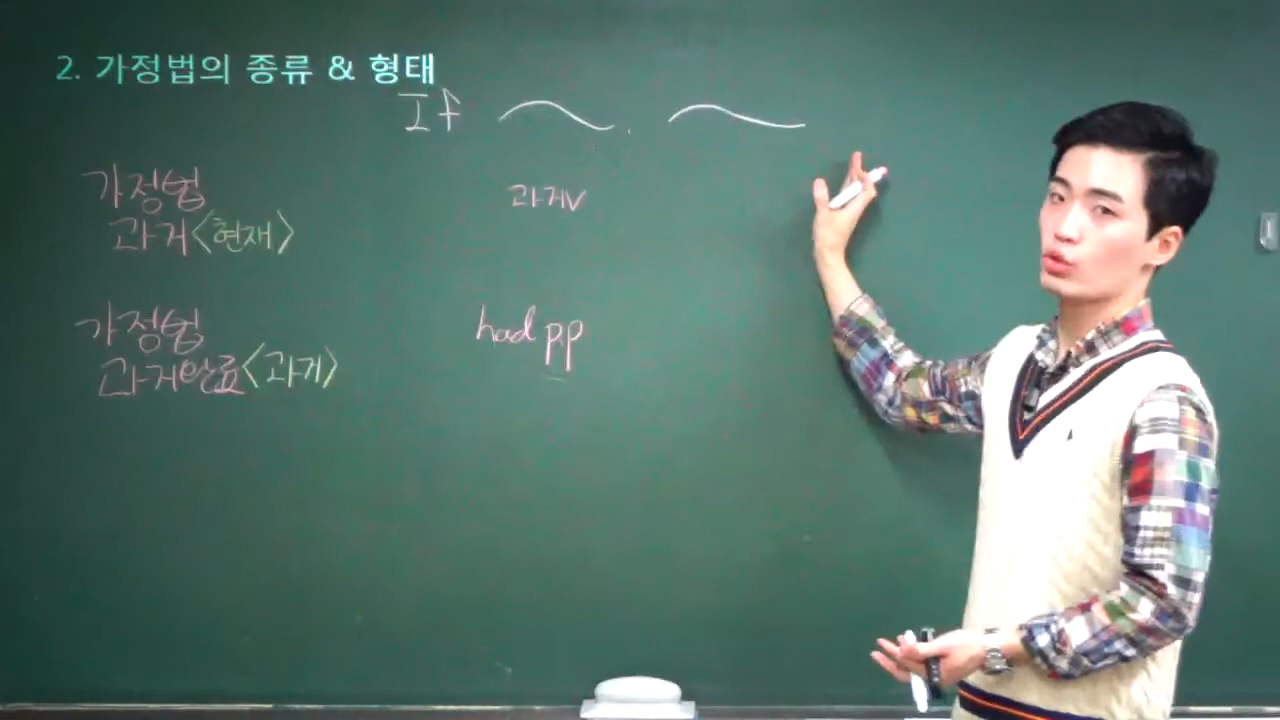 2. 가정법의 종류 & 형태
If
가정법
과거<현재>
과거v
가정법
과거완료<과거>
had pp